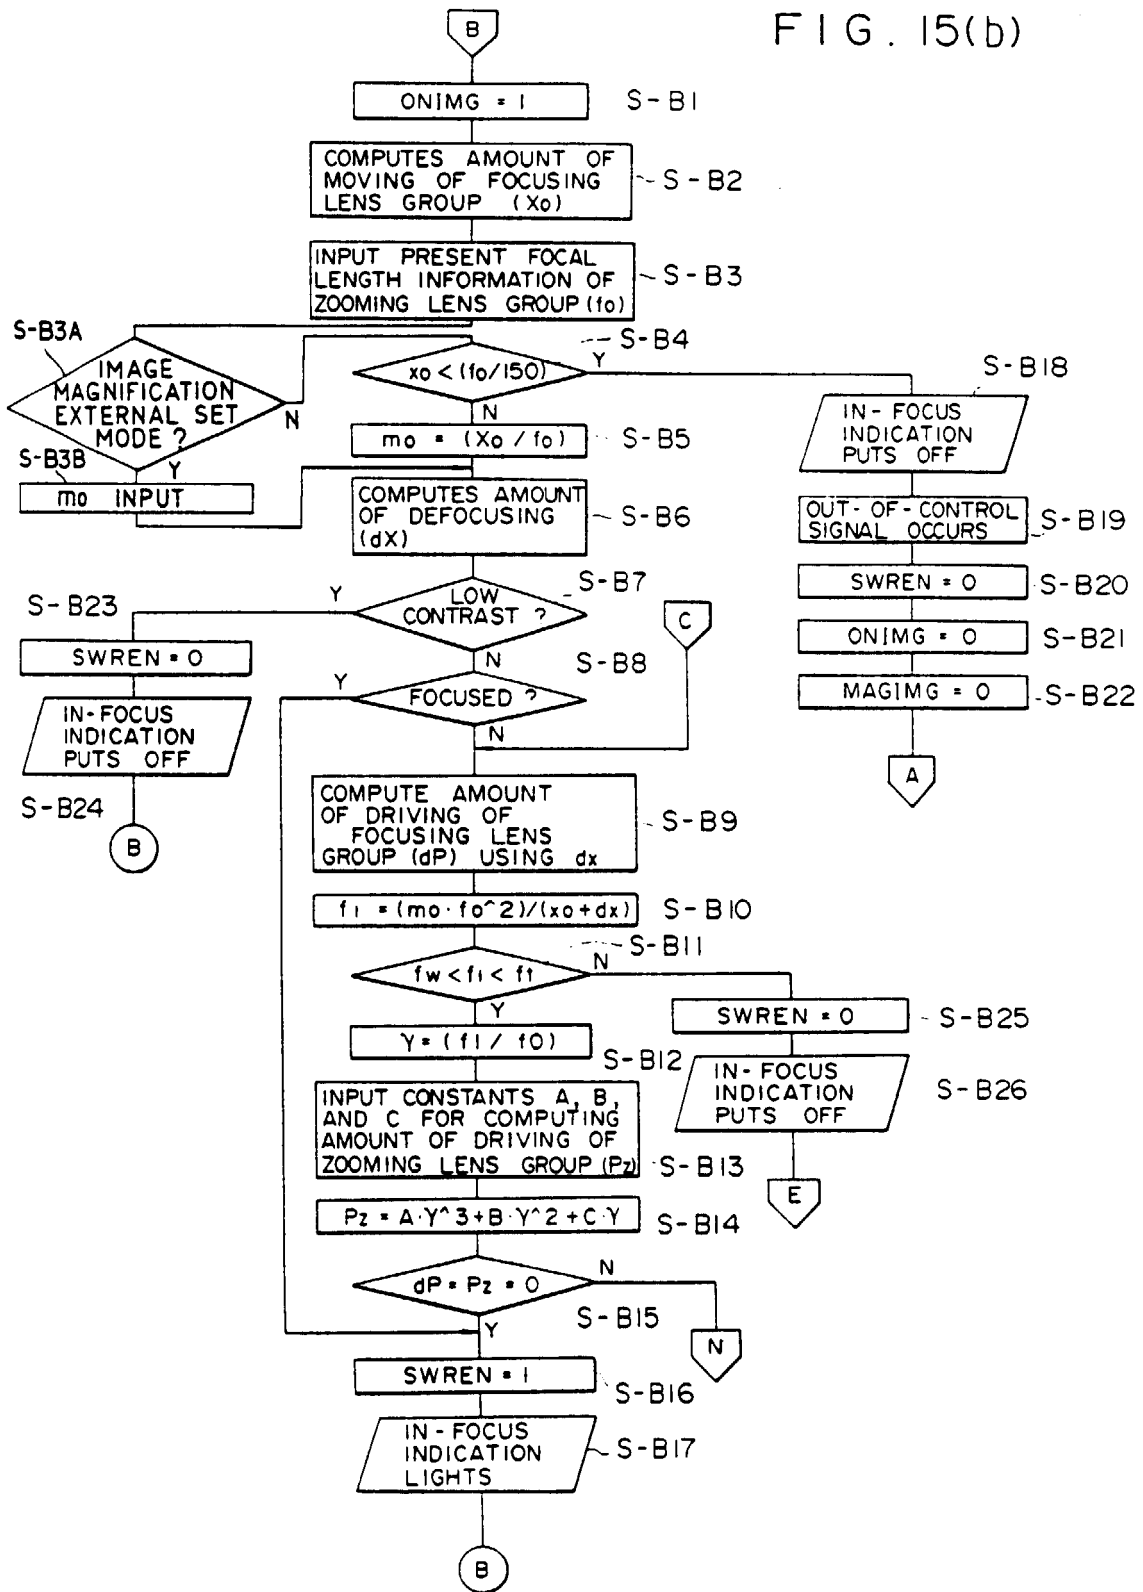 FIG. 15(b)
B
ONIMG = 1
S-B1
COMPUTES AMOUNT OF
MOVING OF FOCUSING
LENS GROUP (Xo)
S-B2
INPUT PRESENT FOCAL
LENGTH INFORMATION OF
ZOOMING LENS GROUP (fo)
S-B3
S-B3A
IMAGE
MAGNIFICATION
EXTERNAL SET
MODE ?
N
Y
S-B3B
mo INPUT
S-B4
xo < (fo/150)
Y
N
mo = (Xo / fo)
S-B5
COMPUTES AMOUNT
OF DEFOCUSING
(dX)
S-B6
S-B18
IN-FOCUS
INDICATION
PUTS OFF
OUT-OF-CONTROL
SIGNAL OCCURS
S-B19
SWREN = 0
S-B20
ONIMG = 0
S-B21
MAGIMG = 0
S-B22
A
S-B7
LOW
CONTRAST ?
Y
N
S-B23
SWREN = 0
IN-FOCUS
INDICATION
PUTS OFF
S-B24
B
C
S-B8
FOCUSED ?
Y
N
COMPUTE AMOUNT
OF DRIVING OF
FOCUSING LENS
GROUP (dP) USING dx
S-B9
f1 = (mo·fo^2)/(xo+dx)
S-B10
S-B11
fw < f1 < ft
N
Y
γ = (f1 / f0)
S-B12
SWREN = 0
S-B25
IN-FOCUS
INDICATION
PUTS OFF
S-B26
E
INPUT CONSTANTS A, B,
AND C FOR COMPUTING
AMOUNT OF DRIVING OF
ZOOMING LENS GROUP (Pz)
S-B13
Pz = A·γ^3+B·γ^2+C·γ
S-B14
dP = Pz = 0
N
S-B15
Y
N
SWREN = 1
S-B16
IN-FOCUS
INDICATION
LIGHTS
S-B17
B